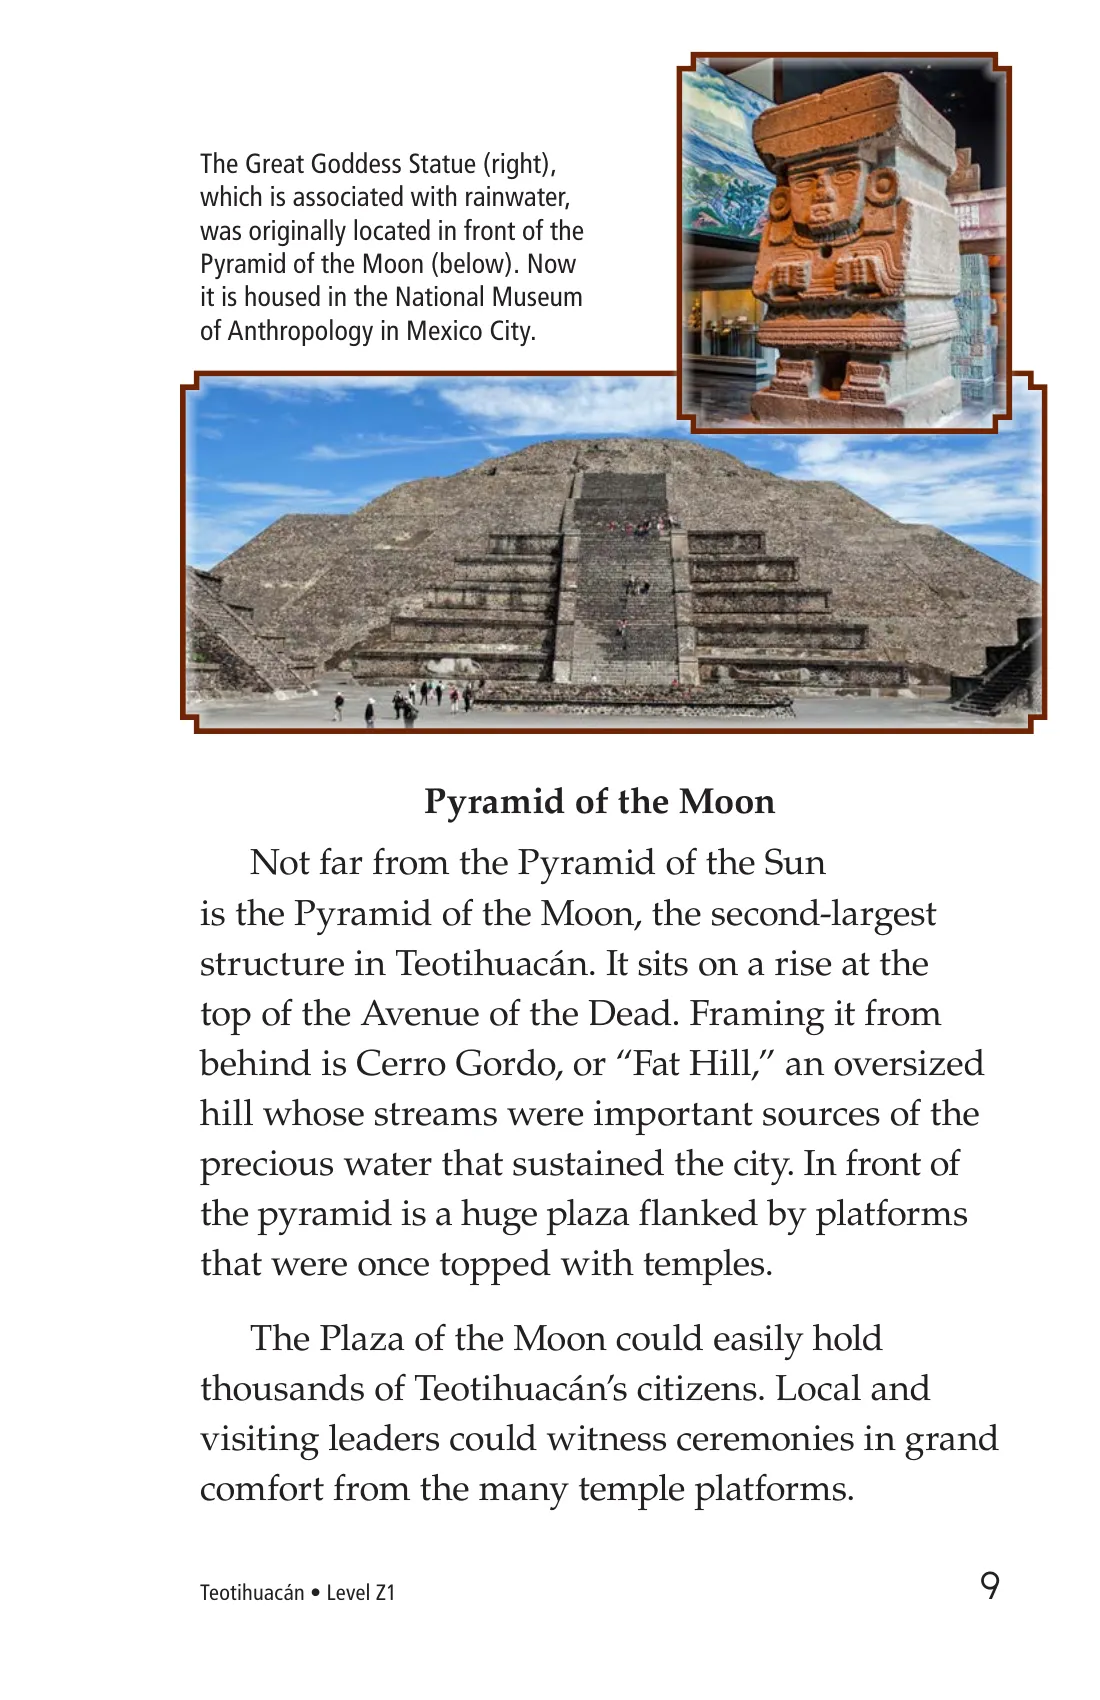 The Great Goddess Statue (right),
which is associated with rainwater,
was originally located in front of the
Pyramid of the Moon (below). Now
it is housed in the National Museum
of Anthropology in Mexico City.
Pyramid of the Moon
Not far from the Pyramid of the Sun
is the Pyramid of the Moon, the second-largest
structure in Teotihuacán. It sits on a rise at the
top of the Avenue of the Dead. Framing it from
behind is Cerro Gordo, or “Fat Hill,” an oversized
hill whose streams were important sources of the
precious water that sustained the city. In front of
the pyramid is a huge plaza flanked by platforms
that were once topped with temples.
The Plaza of the Moon could easily hold
thousands of Teotihuacán’s citizens. Local and
visiting leaders could witness ceremonies in grand
comfort from the many temple platforms.
Teotihuacán • Level Z1
9